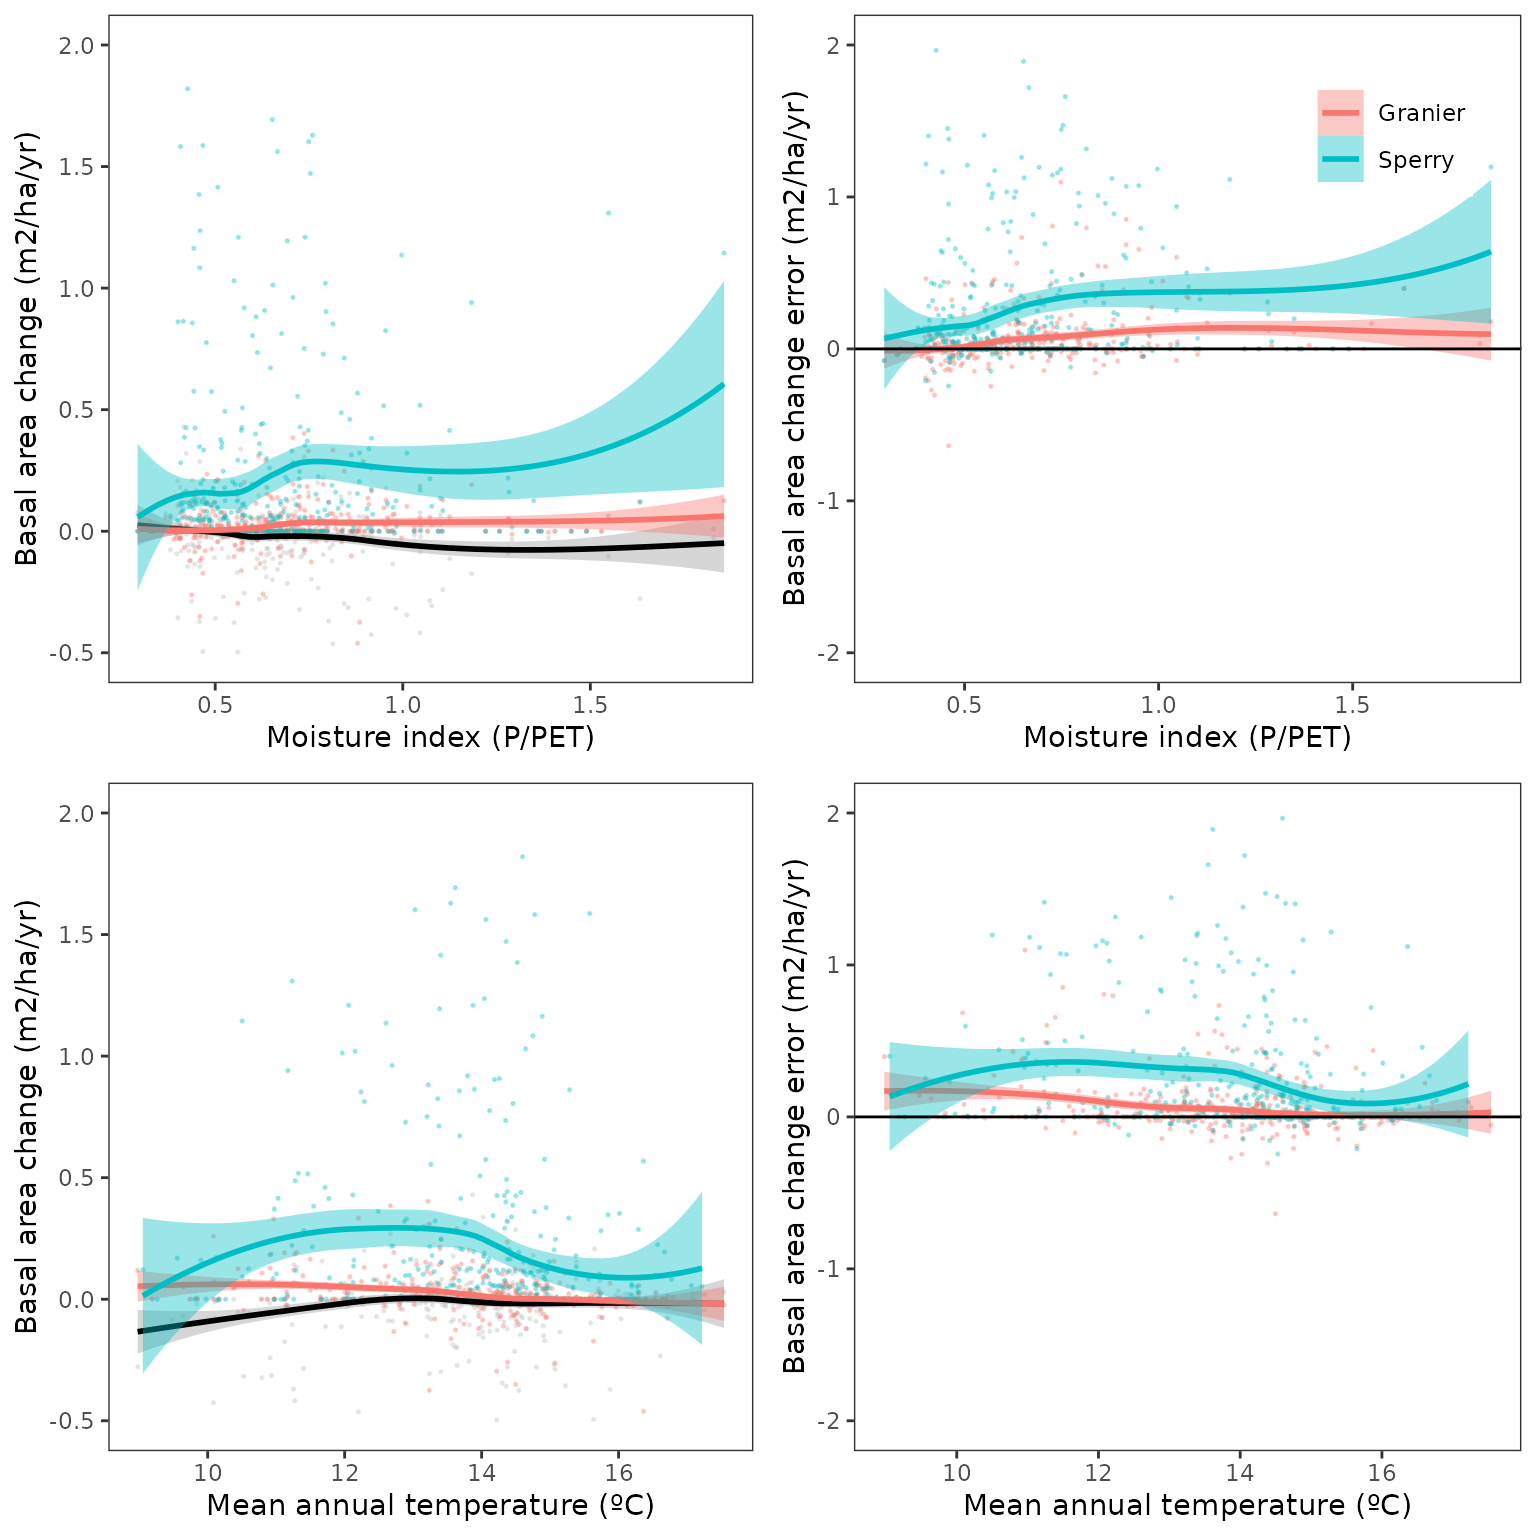 2.0
1.5
1.0
0.5
0.0
-0.5
Basal area change (m2/ha/yr)
0.5 1.0 1.5
Moisture index (P/PET)
2
1
0
-1
-2
Basal area change error (m2/ha/yr)
Granier
Sperry
0.5 1.0 1.5
Moisture index (P/PET)
2.0
1.5
1.0
0.5
0.0
-0.5
Basal area change (m2/ha/yr)
10 12 14 16
Mean annual temperature (ºC)
2
1
0
-1
-2
Basal area change error (m2/ha/yr)
10 12 14 16
Mean annual temperature (ºC)